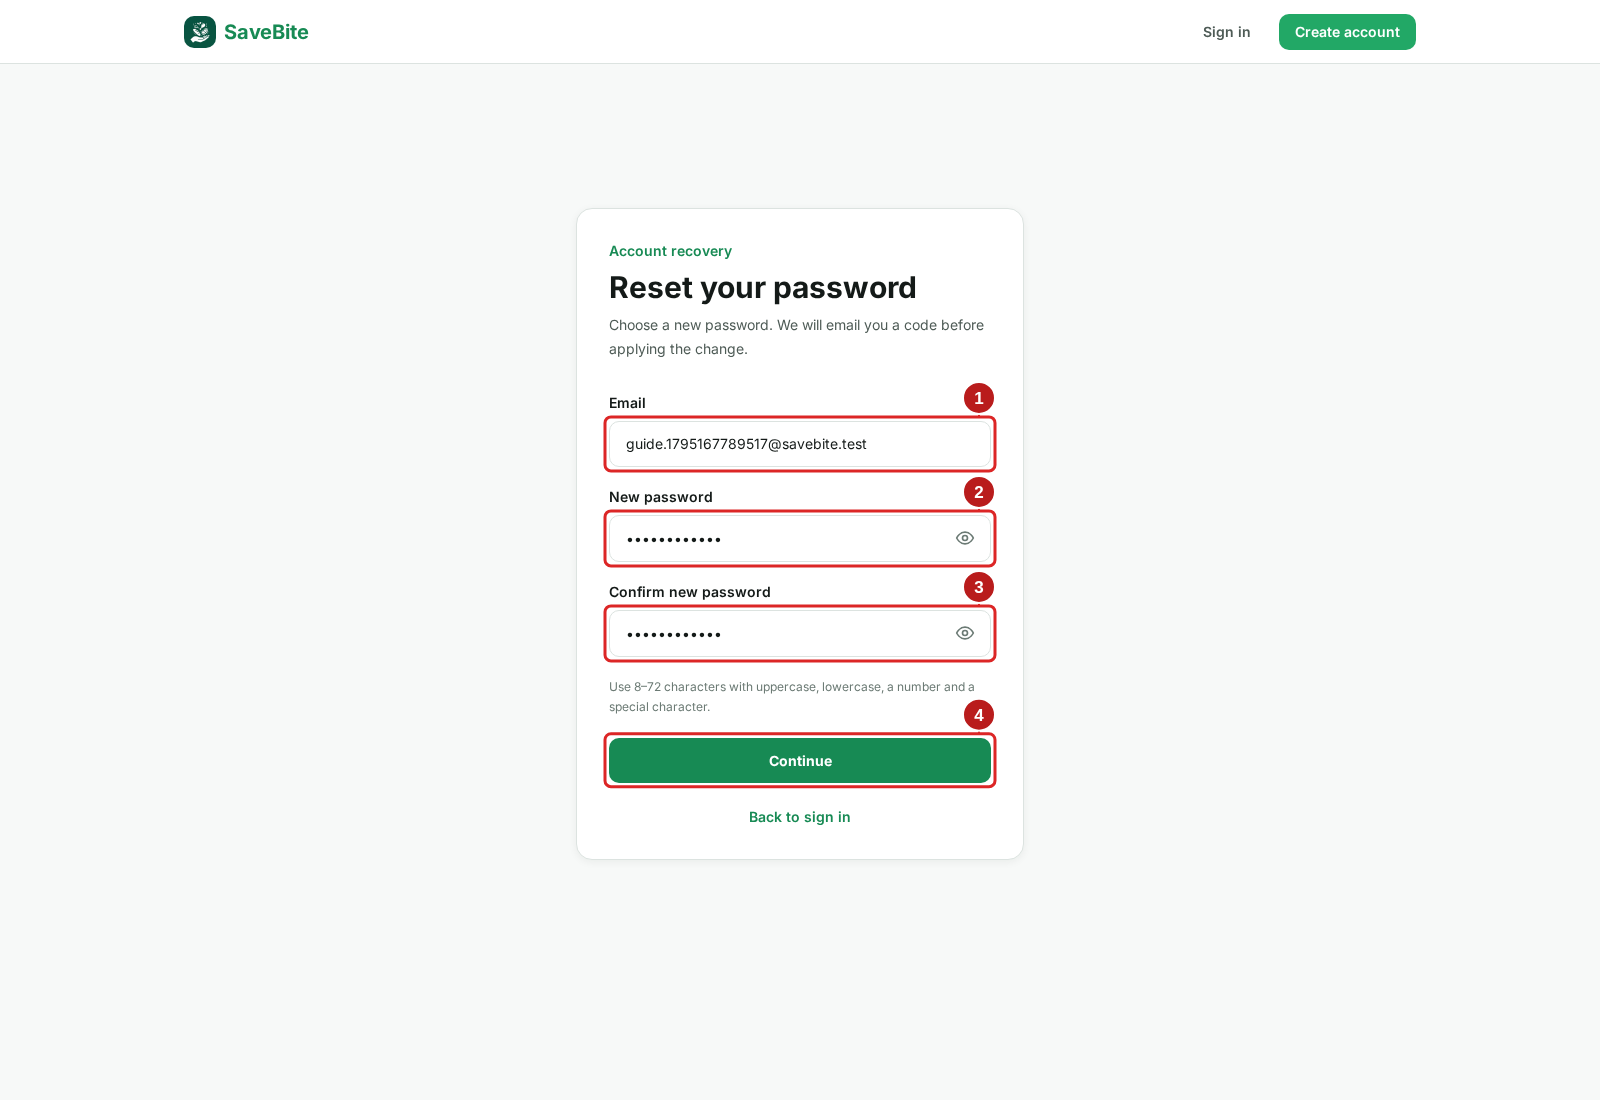 SaveBite
Sign in
Create account
Account recovery
Reset your password
Choose a new password. We will email you a code before
applying the change.
Email
1
guide.1795167789517@savebite.test
New password
2
••••••••••••
Confirm new password
3
••••••••••••
Use 8–72 characters with uppercase, lowercase, a number and a
special character.
4
Continue
Back to sign in